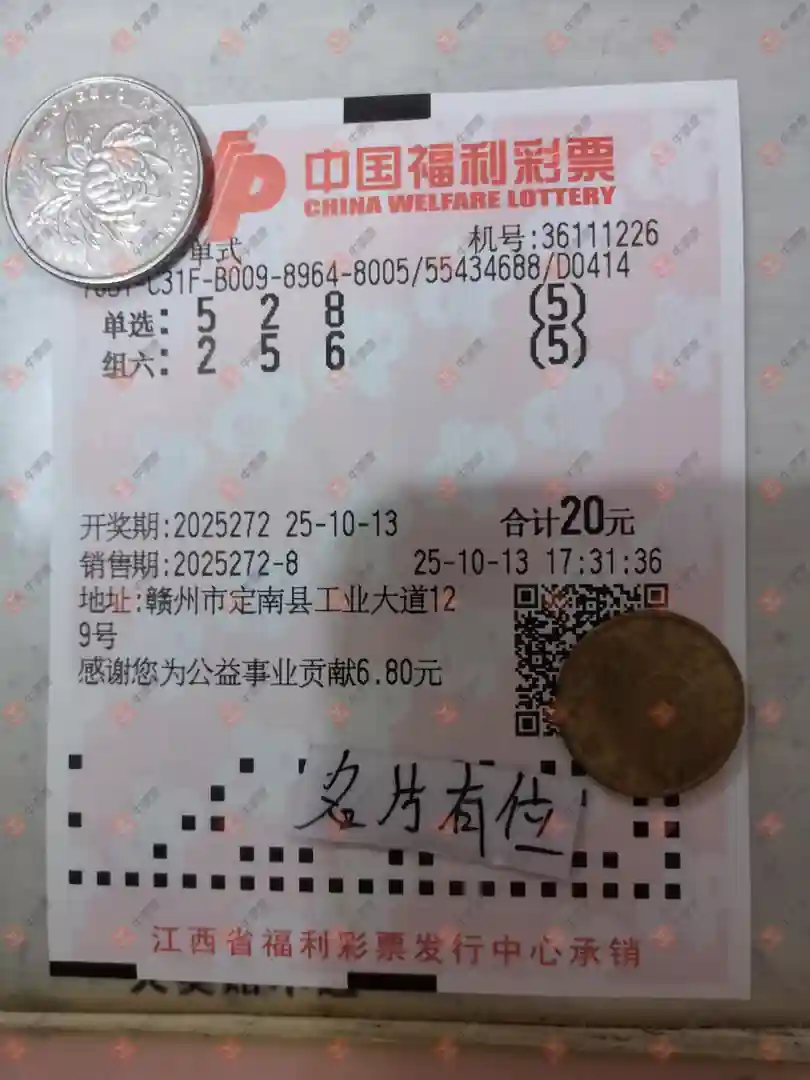 中国福利彩票
CHINA WELFARE LOTTERY
单式 机号:36111226
C31F-B009-8964-8005/55434688/D0414
单选: 5 2 8 (5)
组六: 2 5 6 (5)
开奖期:2025272 25-10-13 合计20元
销售期:2025272-8 25-10-13 17:31:36
地址:赣州市定南县工业大道12
9号
感谢您为公益事业贡献6.80元
名片有位
江西省福利彩票发行中心承销